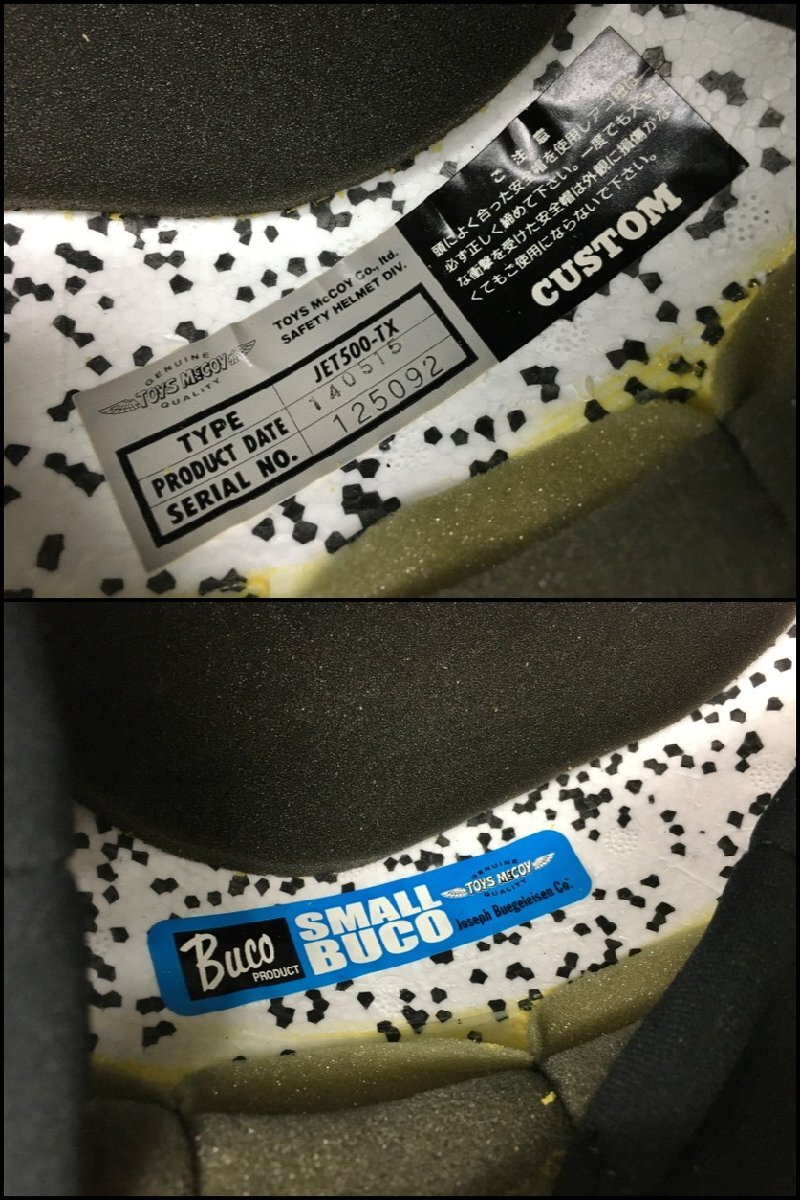 ご注意
頭によく合った安全帽を使用しアゴ紐は
必ず正しく締めて下さい。一度でも大き
な衝撃を受けた安全帽は外観に損傷がな
くてもご使用にならないで下さい。
CUSTOM
GENUINE
TOYS McCOY
QUALITY
TOYS McCOY Co., ltd.
SAFETY HELMET DIV.
TYPE JET500-TX
PRODUCT DATE 140515
SERIAL NO. 125092
Buco
PRODUCT
SMALL
BUCO
GENUINE
TOYS McCOY
QUALITY
Joseph Buegeleisen Co.